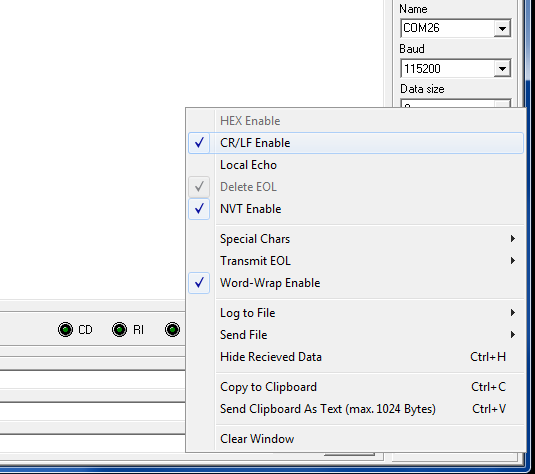 Name
COM26
Baud
115200
Data size
HEX Enable
CR/LF Enable
Local Echo
Delete EOL
NVT Enable
Special Chars
Transmit EOL
Word-Wrap Enable
Log to File
CD RI
Send File
Hide Recieved Data Ctrl+H
Copy to Clipboard Ctrl+C
Send Clipboard As Text (max. 1024 Bytes) Ctrl+V
Clear Window